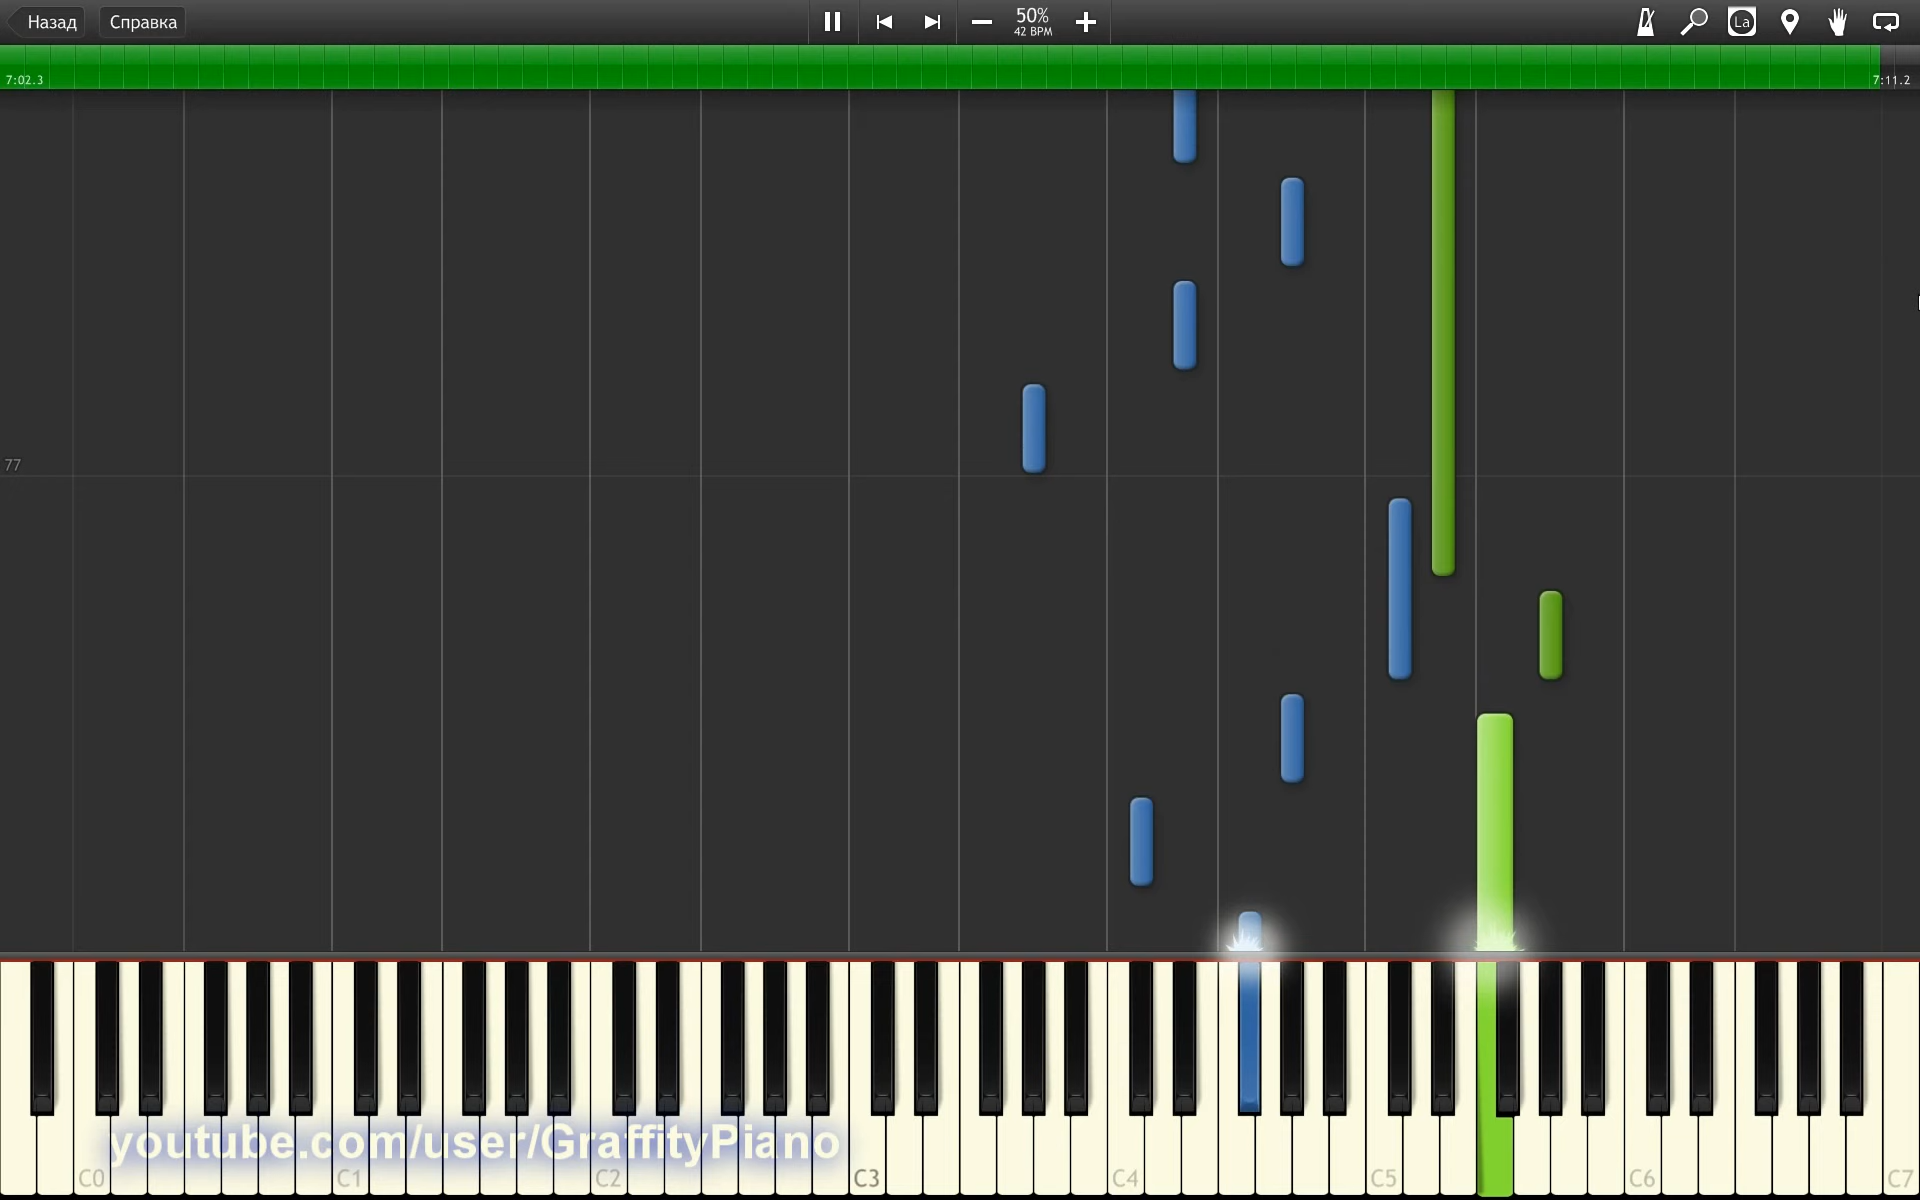 Назад Справка 50% La
42 BPM
7:02.3 7:11.2
77
youtube.com/user/GraffityPiano
C0 C1 C2 C3 C4 C5 C6 C7